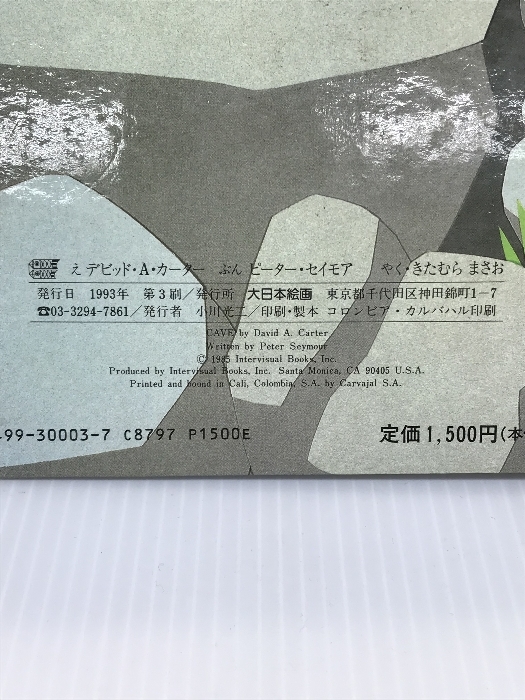 え デビッド・A・カーター ぶん ピーター・セイモア やく・きたむら まさお
発行日 1993年 第3刷/発行所 大日本絵画 東京都千代田区神田錦町1-7
☎03-3294-7861/発行者 小川光二/印刷・製本 コロンビア・カルバハル印刷
CAVE by David A. Carter
Written by Peter Seymour
© 1985 Intervisual Books, Inc.
Produced by Intervisual Books, Inc. Santa Monica, CA 90405 U.S.A.
Printed and bound in Cali, Colombia, S.A. by Carvajal S.A.
99-30003-7 C8797 P1500E
定価1,500円(本